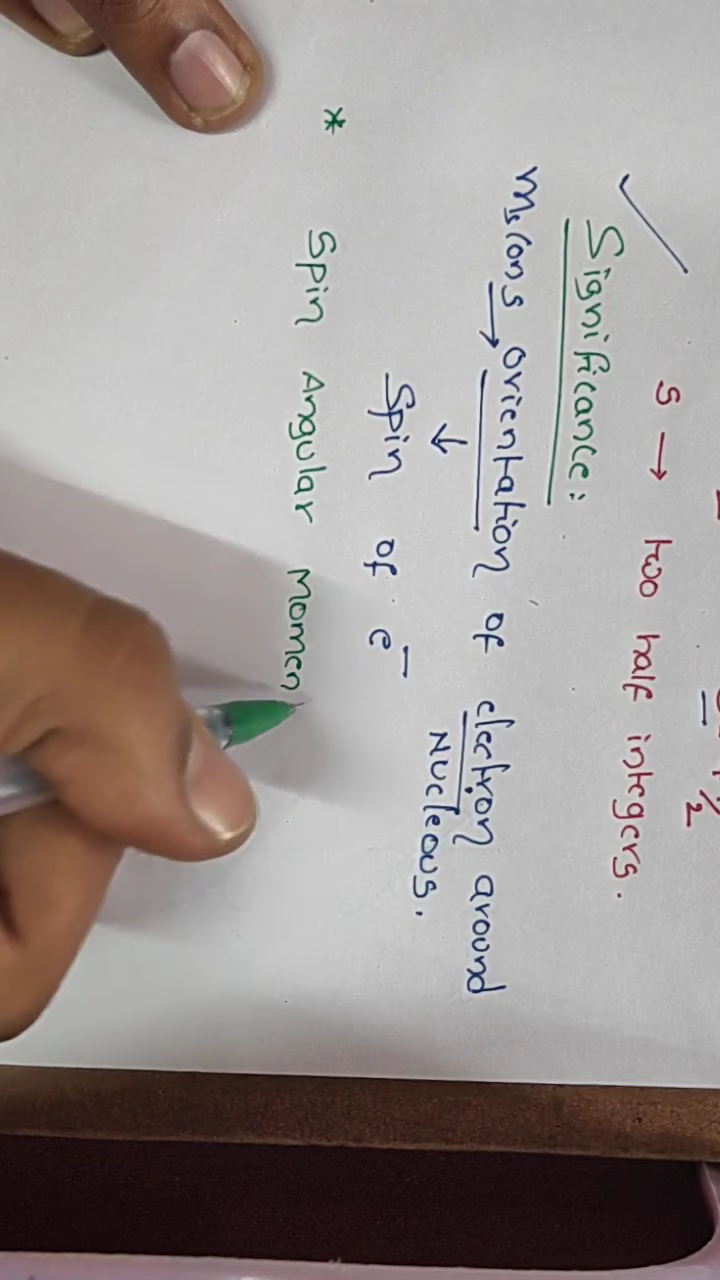 s → two half integers.
Significance:
ms (or) s → orientation of electron around
↓ Nucleous.
Spin of e⁻
* Spin Angular Momen